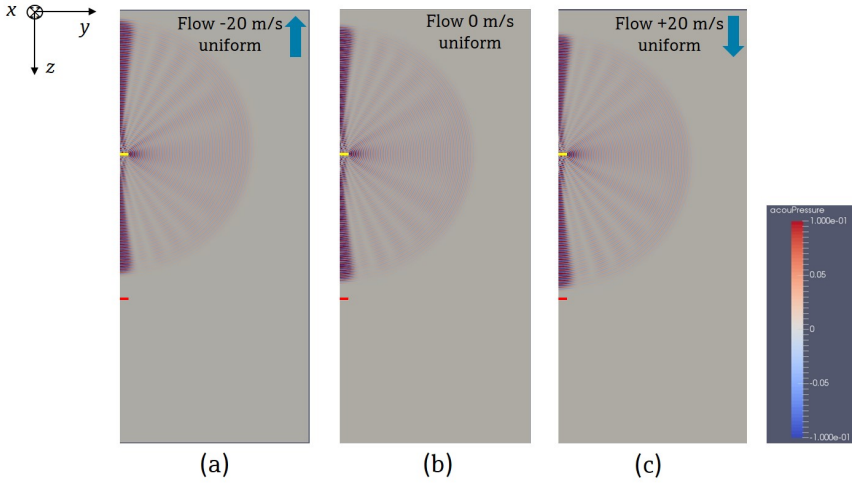 x
y
z
Flow -20 m/s
uniform
Flow 0 m/s
uniform
Flow +20 m/s
uniform
acouPressure
1.000e-01
0.05
0
-0.05
-1.000e-01
(a)
(b)
(c)